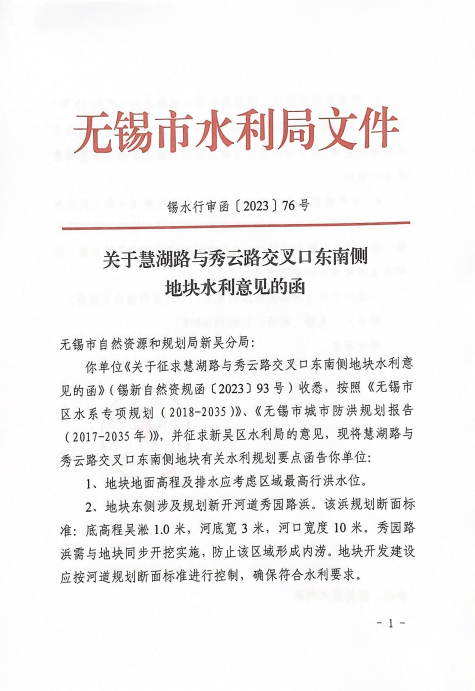 无锡市水利局文件
锡水行审函〔2023〕76号
关于慧湖路与秀云路交叉口东南侧
地块水利意见的函
无锡市自然资源和规划局新吴分局：
你单位《关于征求慧湖路与秀云路交叉口东南侧地块水利意
见的函》（锡新自然资规函〔2023〕93号）收悉，按照《无锡市
区水系专项规划（2018-2035）》、《无锡市城市防洪规划报告
（2017-2035年）》，并征求新吴区水利局的意见，现将慧湖路与
秀云路交叉口东南侧地块有关水利规划要点函告你单位：
1、地块地面高程及排水应考虑区域最高行洪水位。
2、地块东侧涉及规划新开河道秀园路浜。该浜规划断面标
准：底高程吴淞1.0米，河底宽3米，河口宽度10米。秀园路
浜需与地块同步开挖实施，防止该区域形成内涝。地块开发建设
应按河道规划断面标准进行控制，确保符合水利要求。
- 1 -